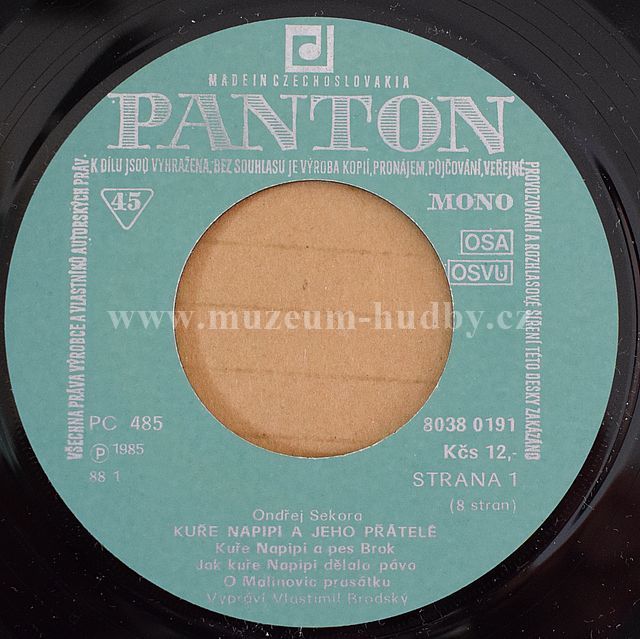 MADE IN CZECHOSLOVAKIA
PANTON
VŠECHNA PRÁVA VÝROBCE A VLASTNÍKŮ AUTORSKÝCH PRÁV
K DÍLU JSOU VYHRAŽENA. BEZ SOUHLASU JE VÝROBA KOPIÍ, PRONÁJEM, PŮJČOVÁNÍ, VEŘEJNÉ
PROVOZOVÁNÍ A ROZHLASOVÉ ŠÍŘENÍ TÉTO DESKY ZAKÁZÁNO
45
MONO
OSA
OSVU
www.muzeum-hudby.cz
PC 485
8038 0191
Ⓟ 1985
Kčs 12,-
88 1
STRANA 1
(8 stran)
Ondřej Sekora
KUŘE NAPIPI A JEHO PŘÁTELÉ
Kuře Napipi a pes Brok
Jak kuře Napipi dělalo páva
O Malinovic prasátku
Vypráví Vlastimil Brodský